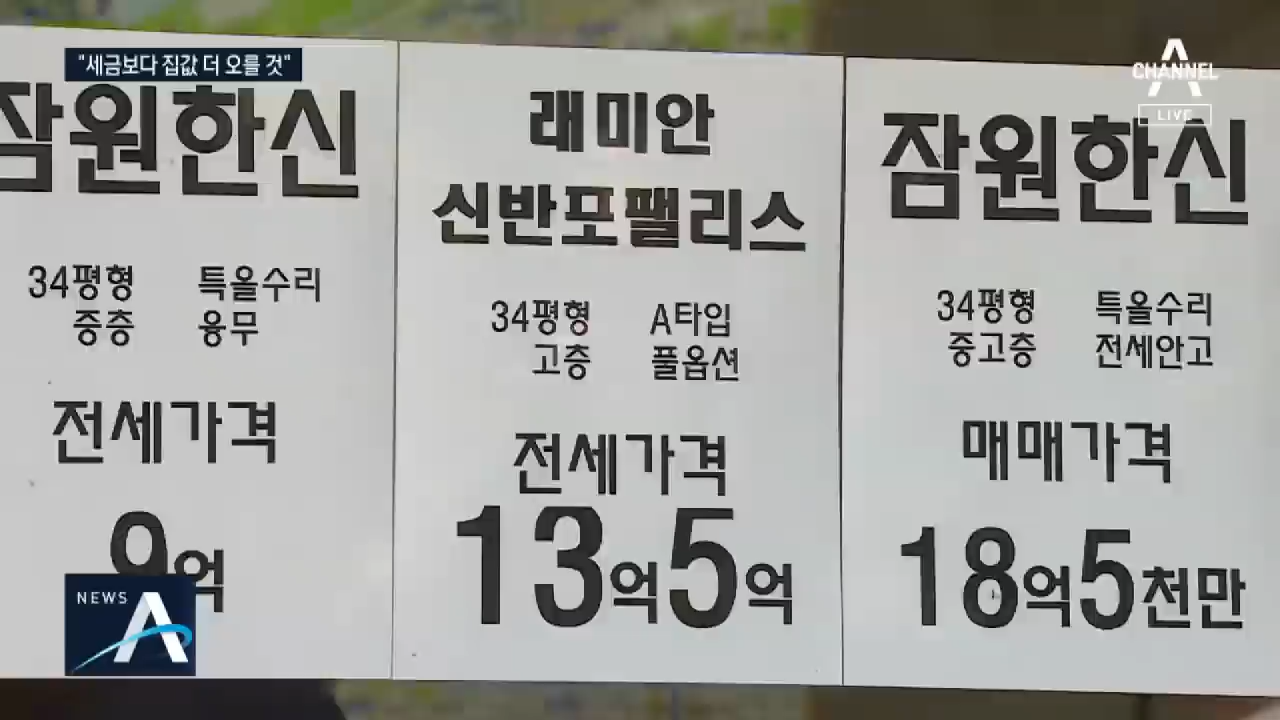 "세금보다 집값 더 오를 것"
CHANNEL
LIVE
잠원한신
34평형 특올수리
중층 융무
전세가격
9억
래미안
신반포팰리스
34평형 A타입
고층 풀옵션
전세가격
13억5억
잠원한신
34평형 특올수리
중고층 전세안고
매매가격
18억5천만
NEWS A